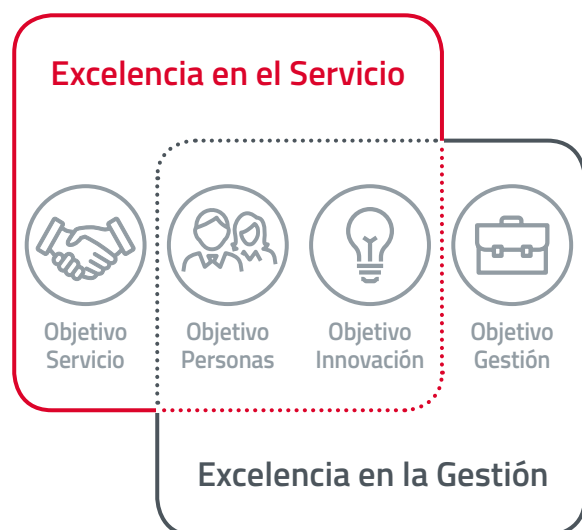 Excelencia en el Servicio
Objetivo
Servicio
Objetivo
Personas
Objetivo
Innovación
Objetivo
Gestión
Excelencia en la Gestión